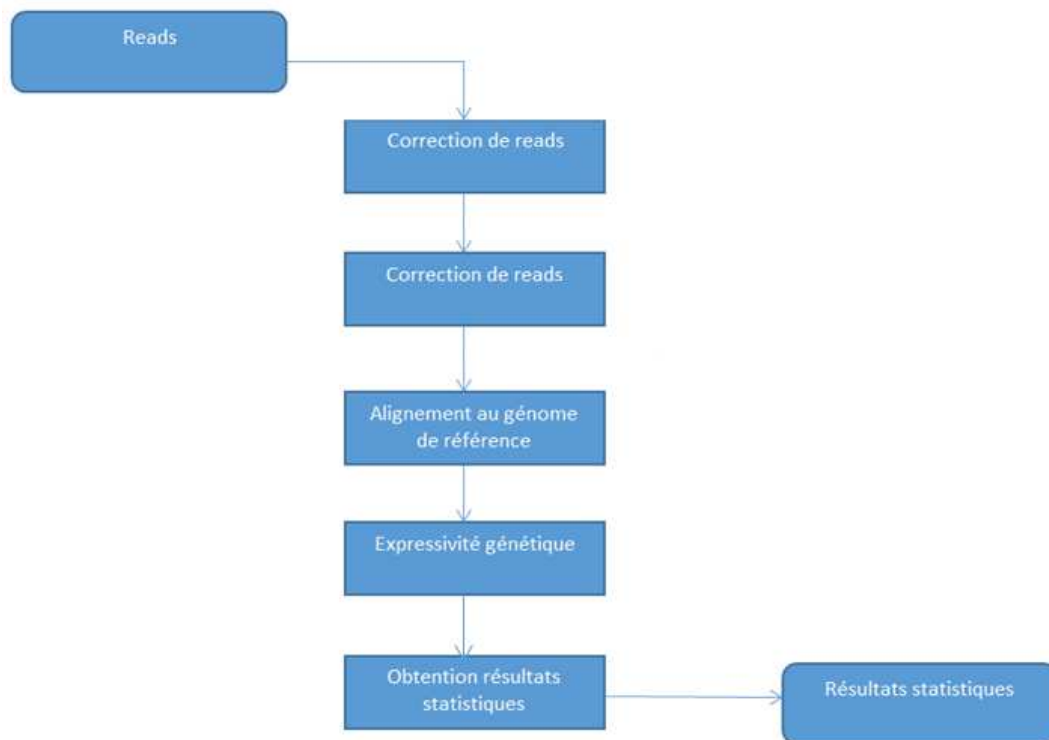 Reads
Correction de reads
Correction de reads
Alignement au génome
de référence
Expressivité génétique
Obtention résultats
statistiques
Résultats statistiques